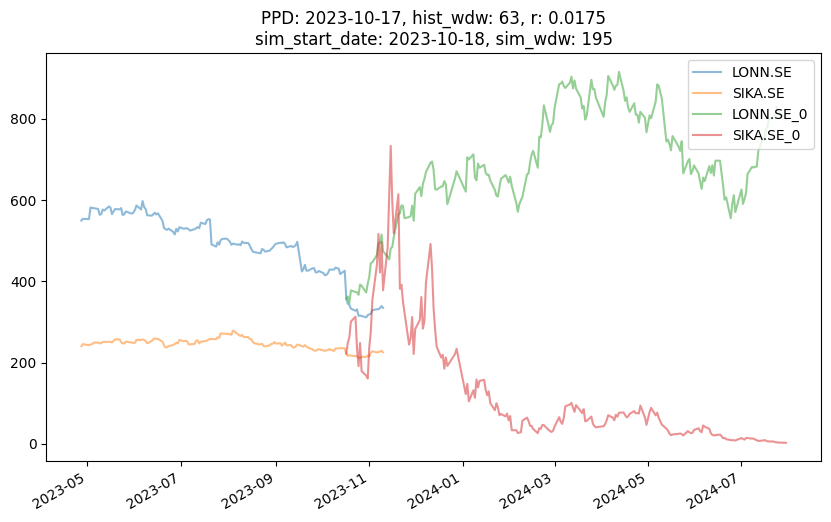 PPD: 2023-10-17, hist_wdw: 63, r: 0.0175
sim_start_date: 2023-10-18, sim_wdw: 195
LONN.SE
SIKA.SE
LONN.SE_0
SIKA.SE_0
800
600
400
200
0
2023-05
2023-07
2023-09
2023-11
2024-01
2024-03
2024-05
2024-07